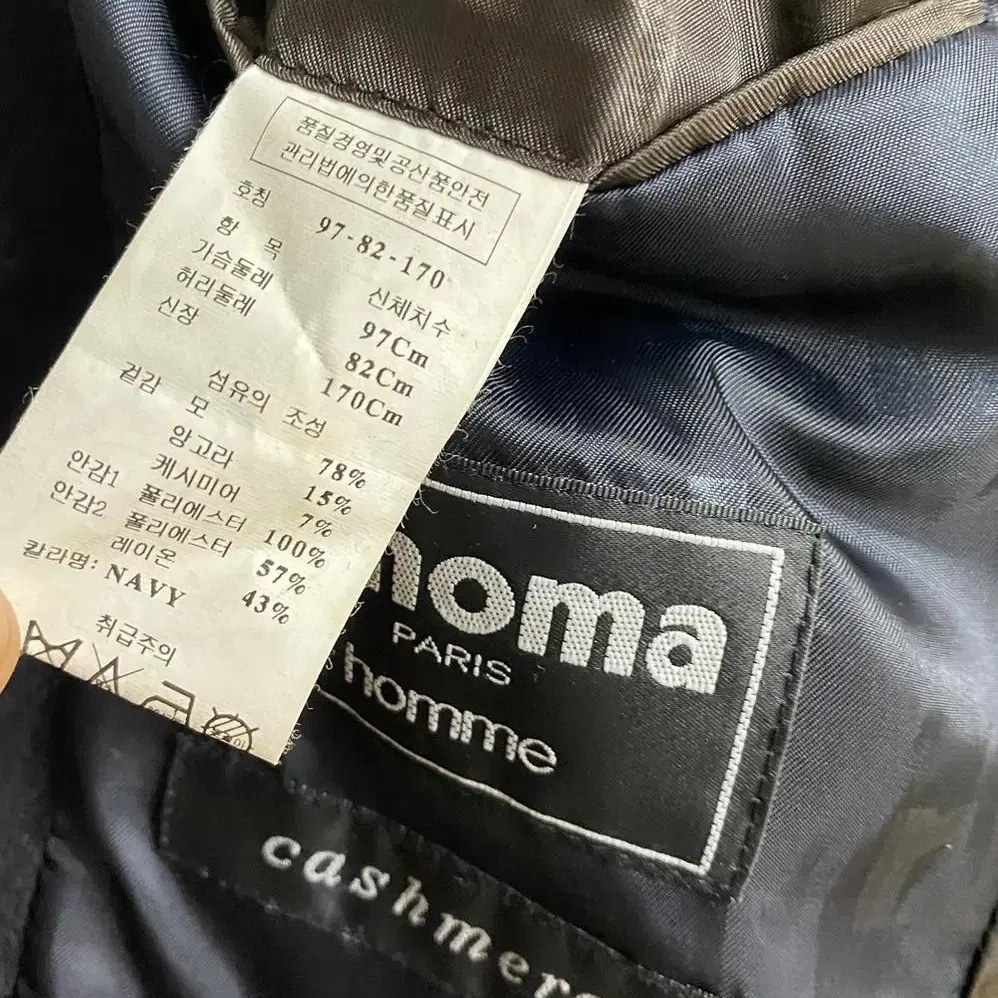 품질경영및공산품안전
관리법에의한품질표시
호칭 97-82-170
항 목 신체치수
가슴둘레 97Cm
허리둘레 82Cm
신장 170Cm
섬유의 조성
겉감 모 78%
앙고라 15%
케시미어 7%
안감1 폴리에스터 100%
안감2 폴리에스터 57%
레이온 43%
칼라명: NAVY
취급주의
noma
PARIS
homme
cashmere